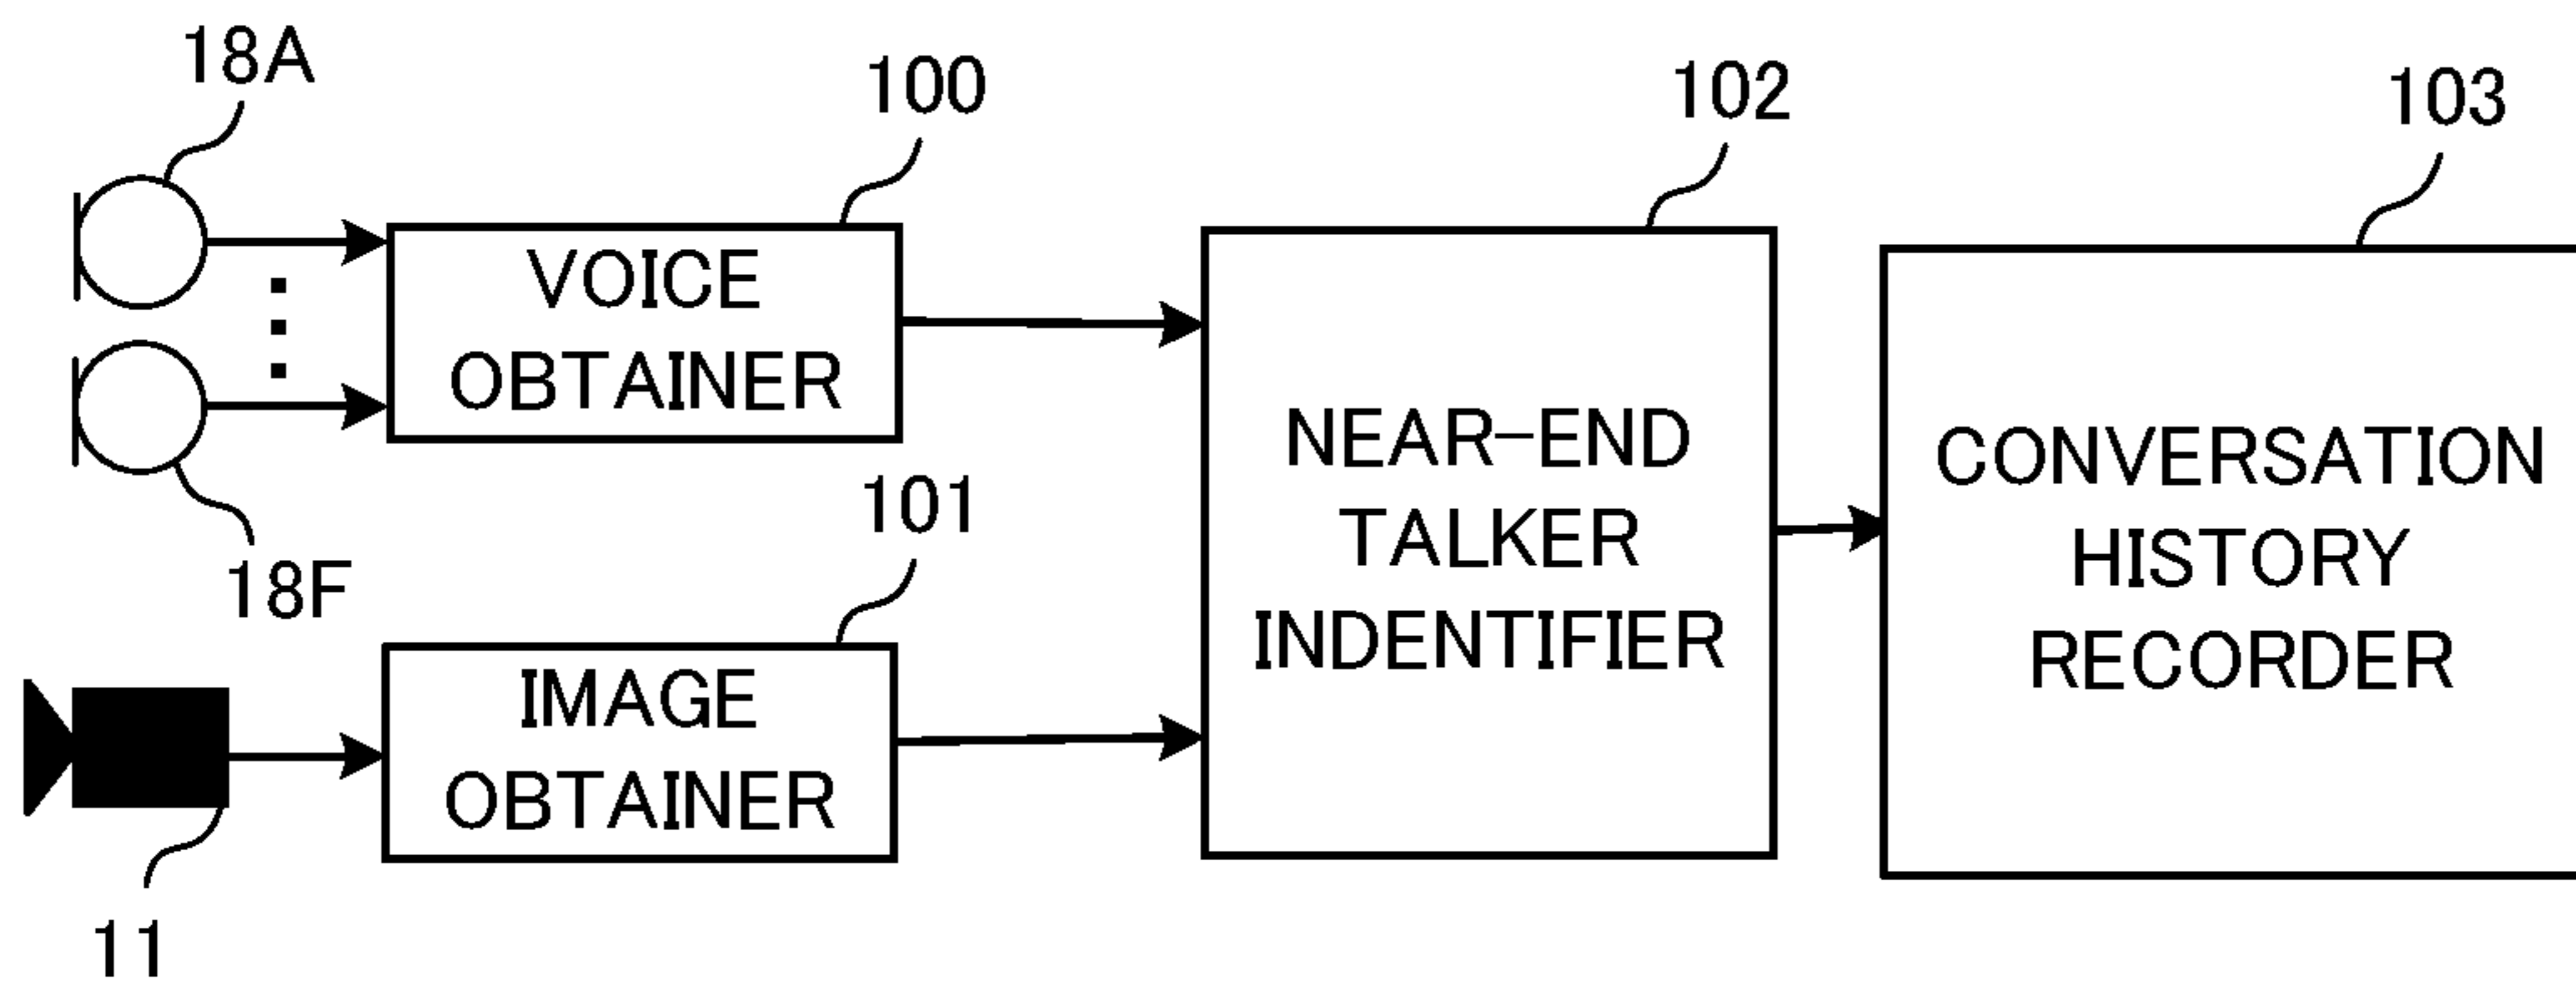 18A
100
102
103
VOICE
OBTAINER
18F
101
IMAGE
OBTAINER
11
NEAR-END
TALKER
INDENTIFIER
CONVERSATION
HISTORY
RECORDER